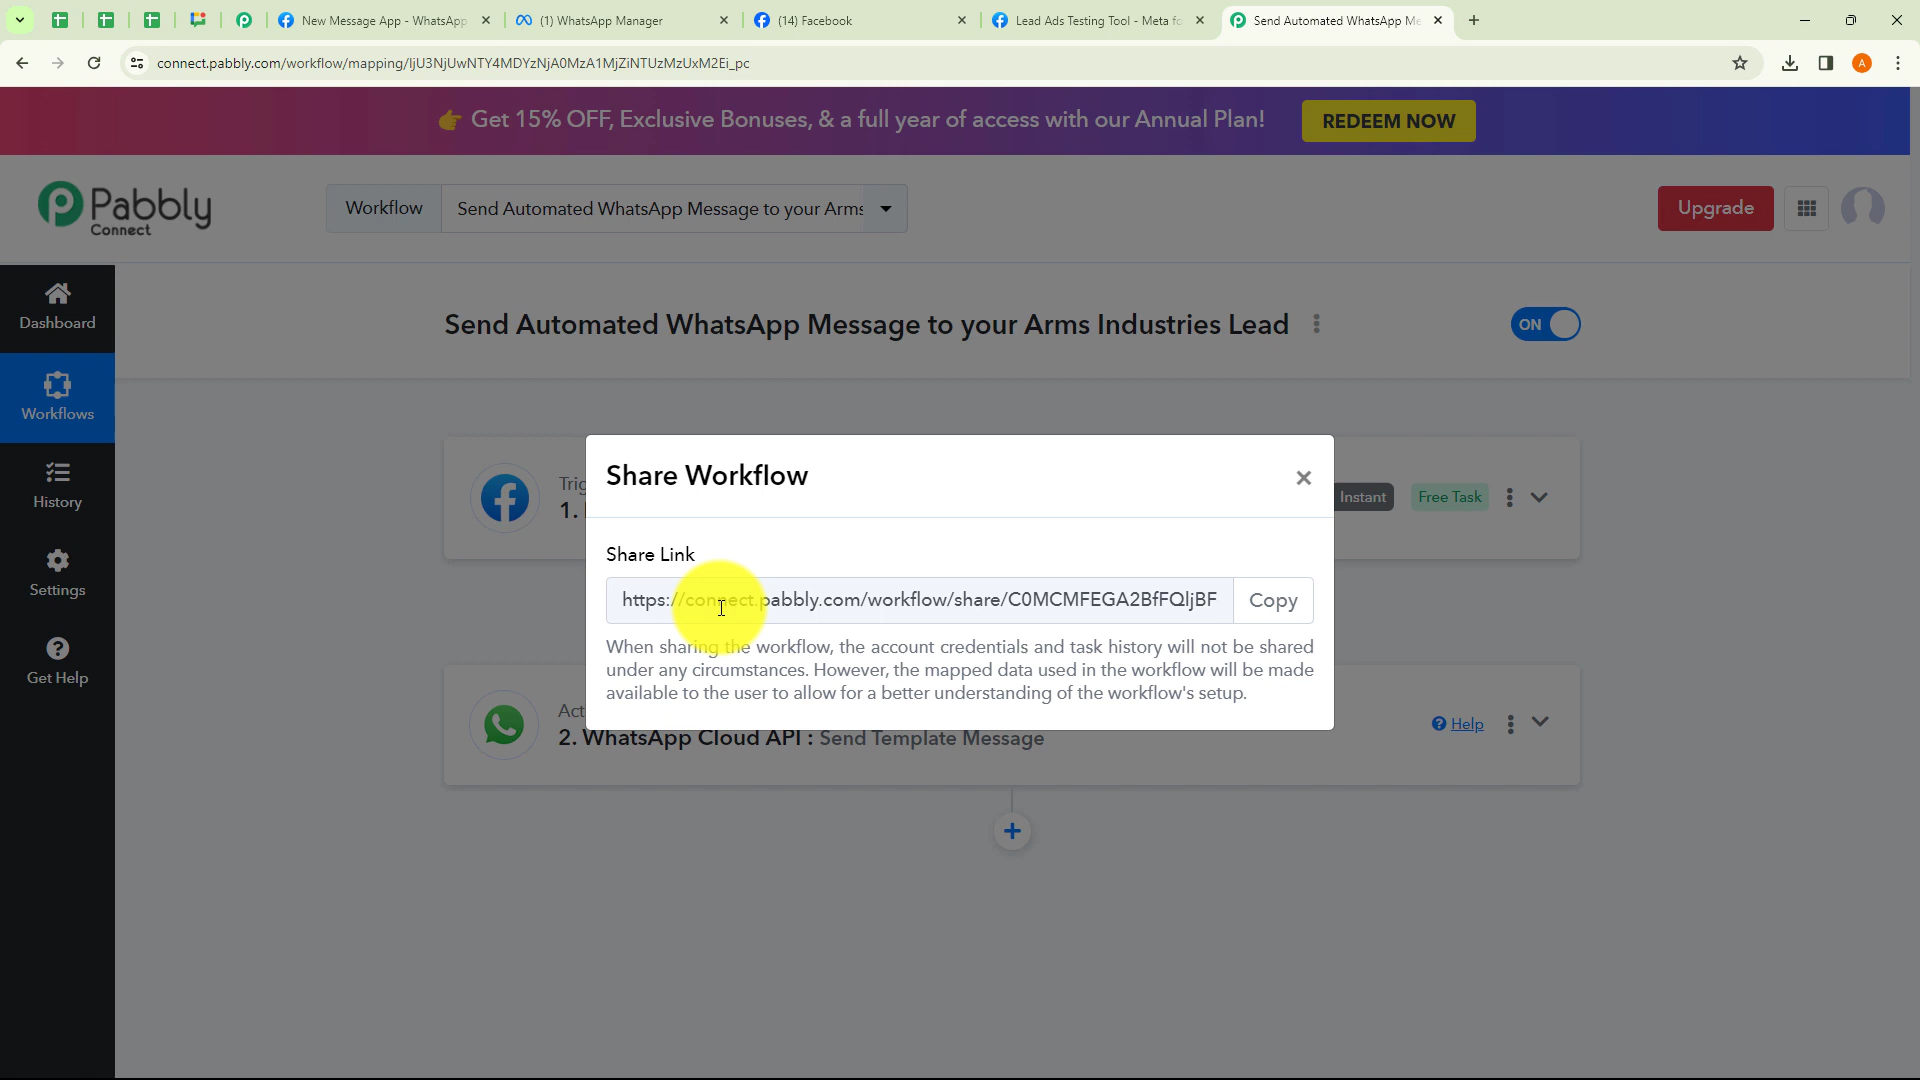 New Message App - WhatsApp
(1) WhatsApp Manager
(14) Facebook
Lead Ads Testing Tool - Meta fo
Send Automated WhatsApp Me
connect.pabbly.com/workflow/mapping/IjU3NjUwNTY4MDYzNjA0MzA1MjZiNTUzMzUxM2Ei_pc
A
👉 Get 15% OFF, Exclusive Bonuses, & a full year of access with our Annual Plan!
REDEEM NOW
Pabbly
Connect
Workflow
Send Automated WhatsApp Message to your Arms
Upgrade
Dashboard
Workflows
History
Settings
Get Help
Send Automated WhatsApp Message to your Arms Industries Lead
ON
Trig
1.
Instant
Free Task
Share Workflow
Share Link
https://connect.pabbly.com/workflow/share/C0MCMFEGA2BfFQljBF
Copy
When sharing the workflow, the account credentials and task history will not be shared
under any circumstances. However, the mapped data used in the workflow will be made
available to the user to allow for a better understanding of the workflow's setup.
Act
2. WhatsApp Cloud API : Send Template Message
Help